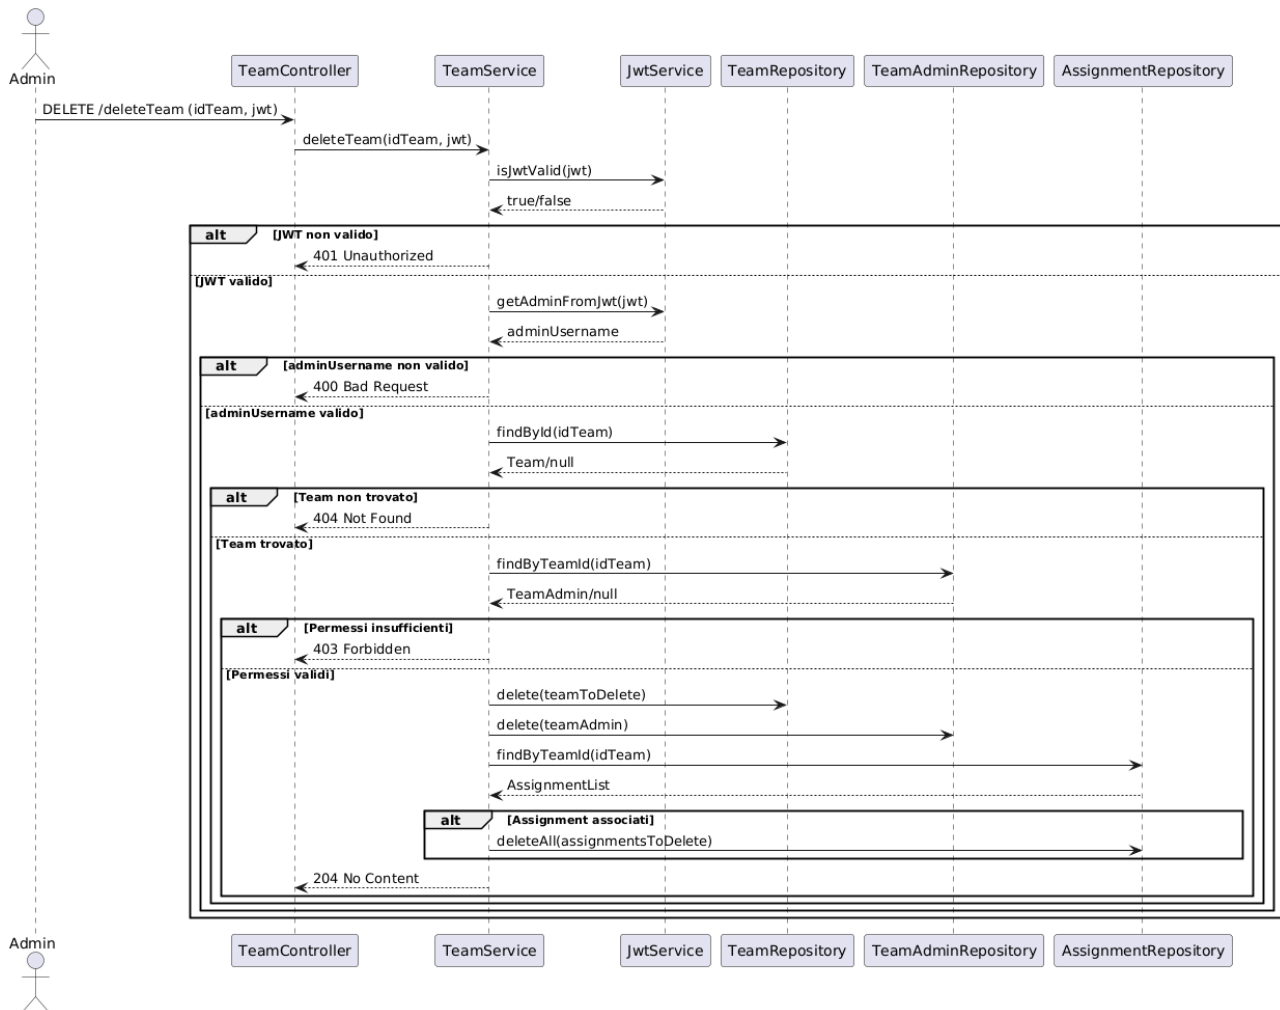 Admin
TeamController
TeamService
JwtService
TeamRepository
TeamAdminRepository
AssignmentRepository
DELETE /deleteTeam (idTeam, jwt)
deleteTeam(idTeam, jwt)
isJwtValid(jwt)
true/false
alt
[JWT non valido]
401 Unauthorized
[JWT valido]
getAdminFromJwt(jwt)
adminUsername
alt
[adminUsername non valido]
400 Bad Request
[adminUsername valido]
findById(idTeam)
Team/null
alt
[Team non trovato]
404 Not Found
[Team trovato]
findByTeamId(idTeam)
TeamAdmin/null
alt
[Permessi insufficienti]
403 Forbidden
[Permessi validi]
delete(teamToDelete)
delete(teamAdmin)
findByTeamId(idTeam)
AssignmentList
alt
[Assignment associati]
deleteAll(assignmentsToDelete)
204 No Content
Admin
TeamController
TeamService
JwtService
TeamRepository
TeamAdminRepository
AssignmentRepository